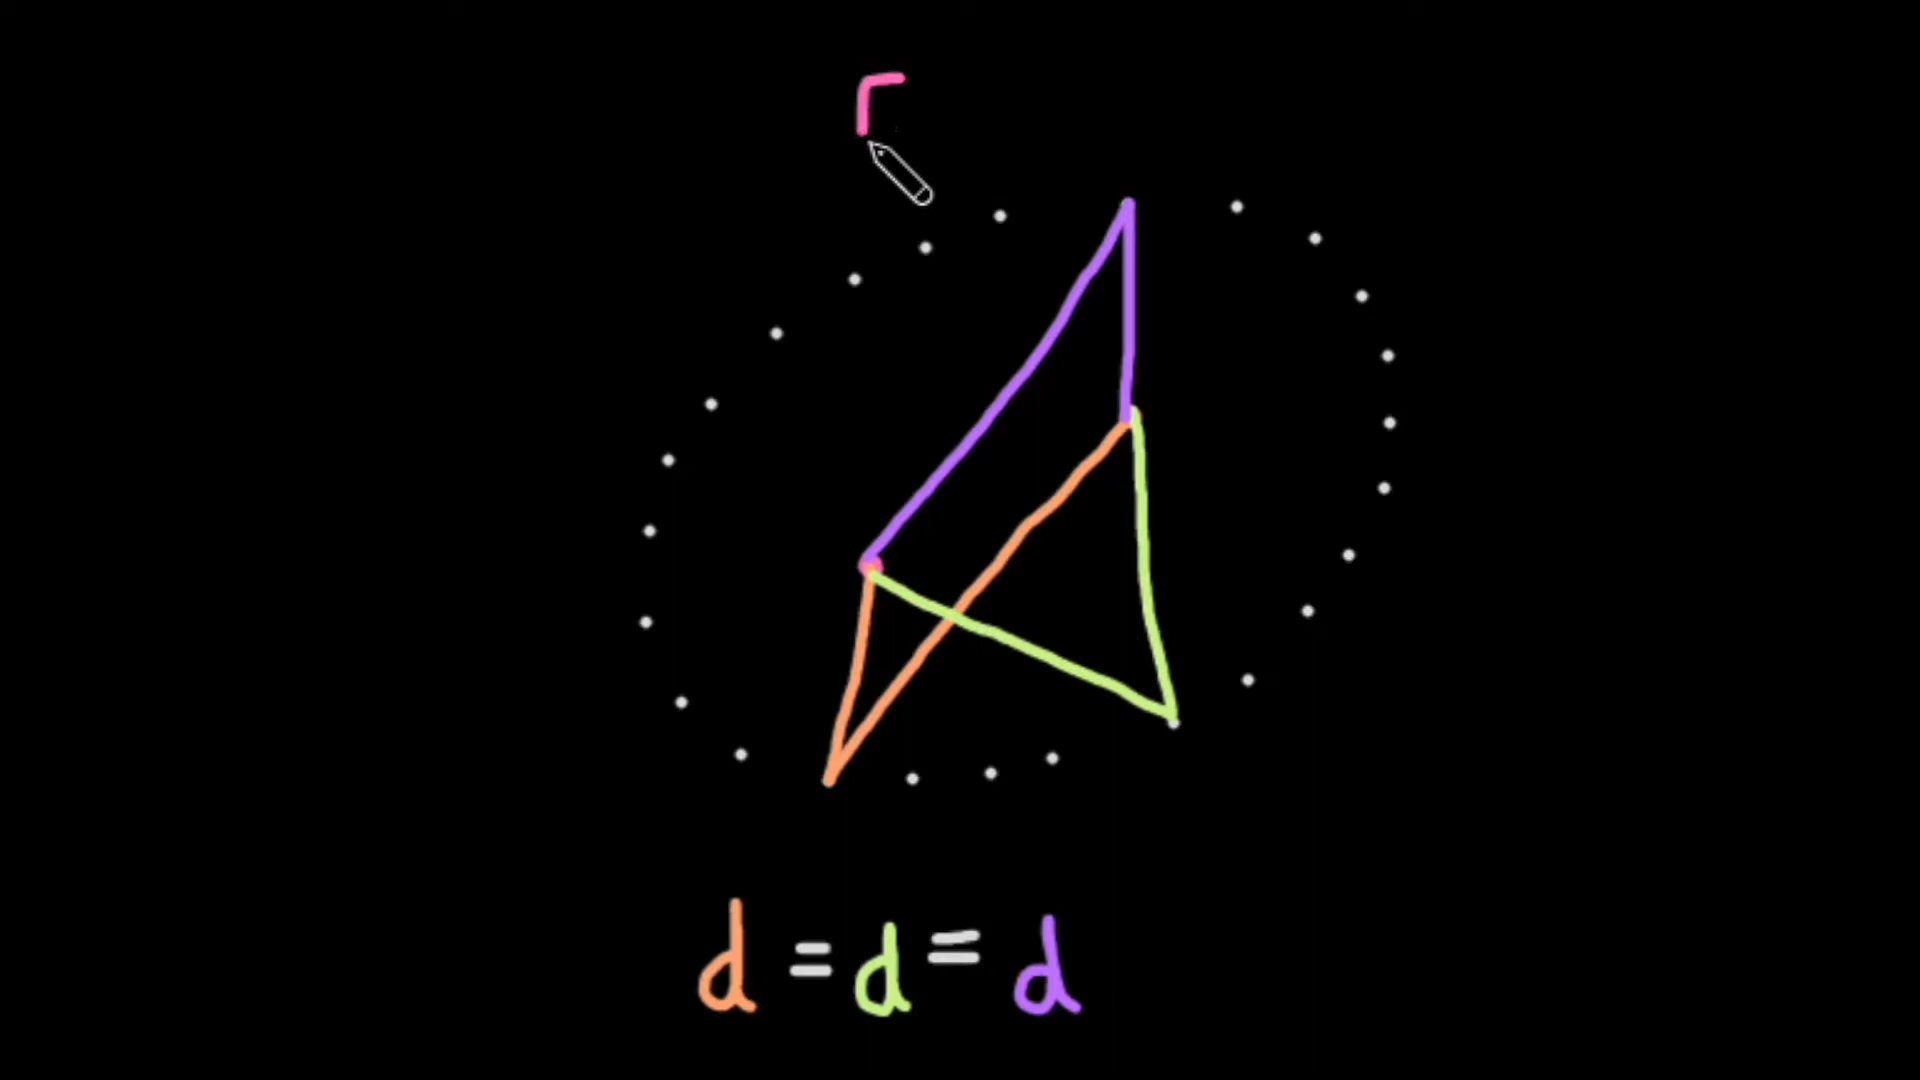 d = d = d